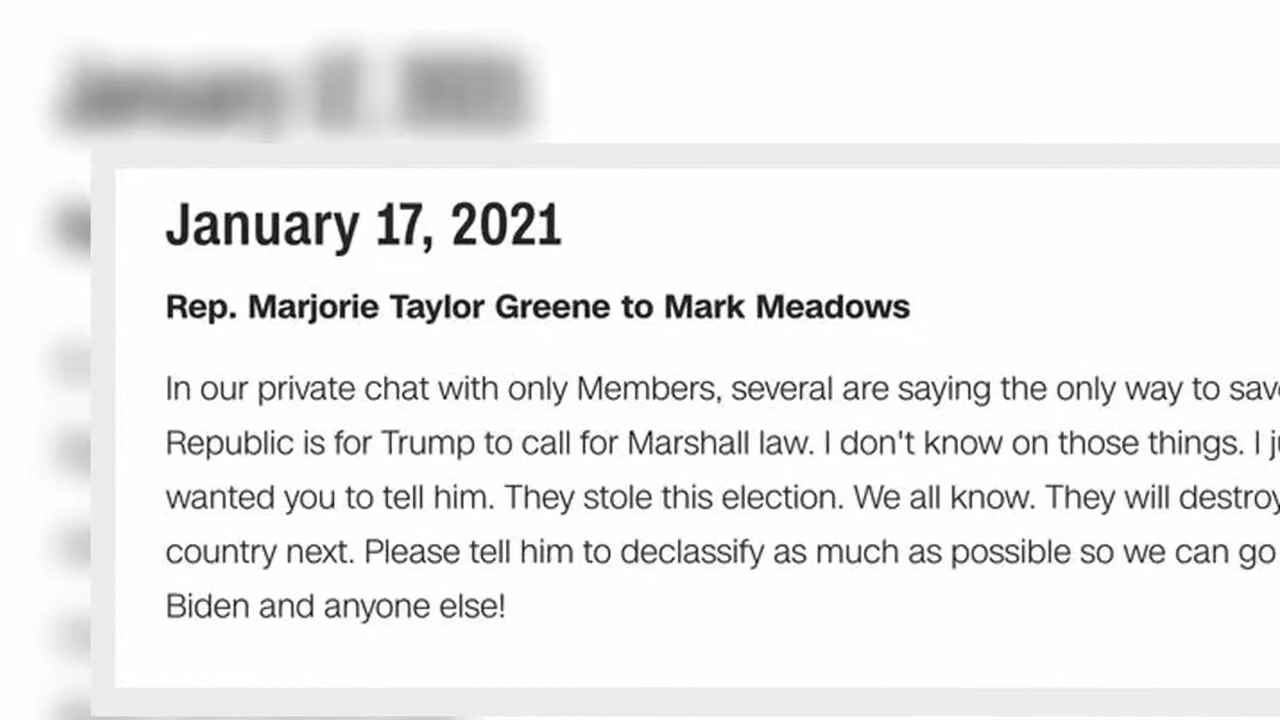 January 17, 2021
Rep. Marjorie Taylor Greene to Mark Meadows
In our private chat with only Members, several are saying the only way to
Republic is for Trump to call for Marshall law. I don't know on those things. I
wanted you to tell him. They stole this election. We all know. They will destroy
country next. Please tell him to declassify as much as possible so we can go
Biden and anyone else!